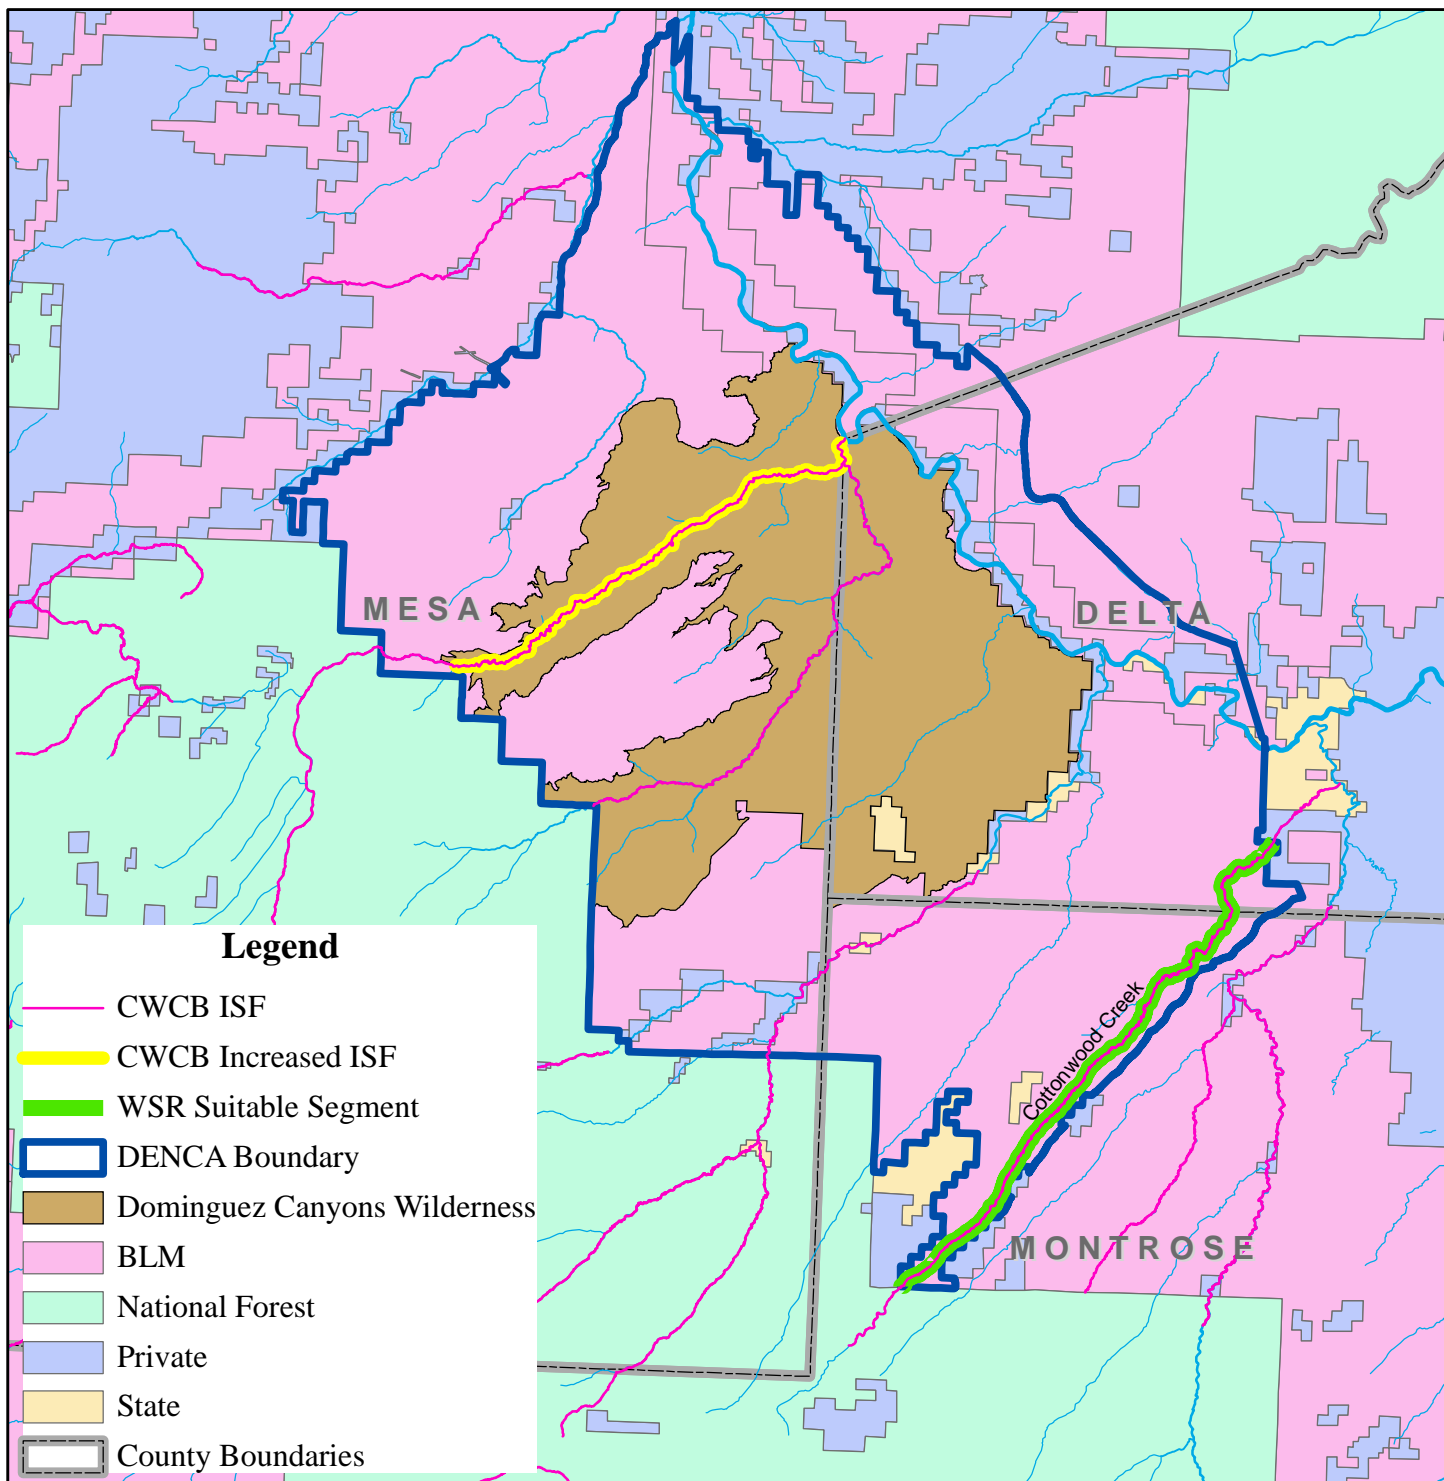 MESA
DELTA
Cottonwood Creek
MONTROSE
Legend
CWCB ISF
CWCB Increased ISF
WSR Suitable Segment
DENCA Boundary
Dominguez Canyons Wilderness
BLM
National Forest
Private
State
County Boundaries